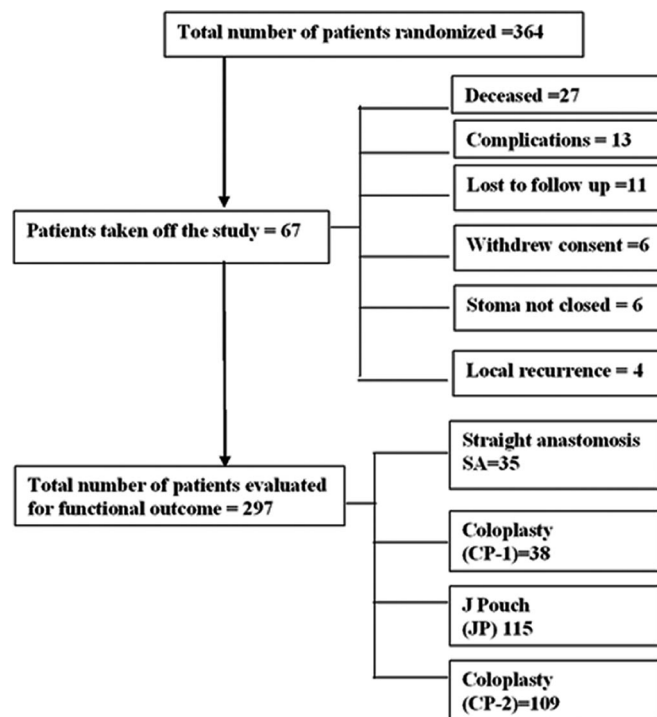 Total number of patients randomized =364
Deceased =27
Complications = 13
Lost to follow up =11
Patients taken off the study = 67
Withdrew consent =6
Stoma not closed = 6
Local recurrence = 4
Straight anastomosis
SA=35
Total number of patients evaluated
for functional outcome = 297
Coloplasty
(CP-1)=38
J Pouch
(JP) 115
Coloplasty
(CP-2)=109